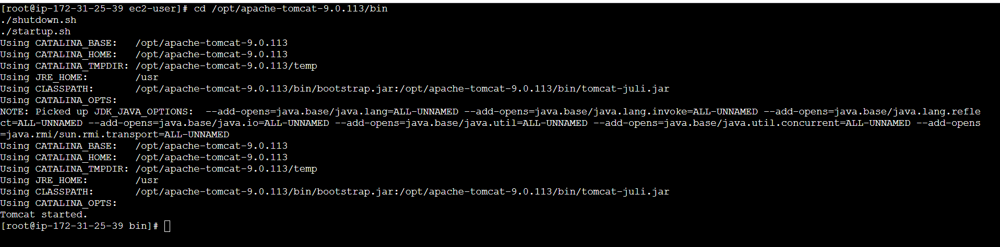 [root@ip-172-31-25-39 ec2-user]# cd /opt/apache-tomcat-9.0.113/bin
./shutdown.sh
./startup.sh
Using CATALINA_BASE:   /opt/apache-tomcat-9.0.113
Using CATALINA_HOME:   /opt/apache-tomcat-9.0.113
Using CATALINA_TMPDIR: /opt/apache-tomcat-9.0.113/temp
Using JRE_HOME:        /usr
Using CLASSPATH:       /opt/apache-tomcat-9.0.113/bin/bootstrap.jar:/opt/apache-tomcat-9.0.113/bin/tomcat-juli.jar
Using CATALINA_OPTS:
NOTE: Picked up JDK_JAVA_OPTIONS:  --add-opens=java.base/java.lang=ALL-UNNAMED --add-opens=java.base/java.lang.invoke=ALL-UNNAMED --add-opens=java.base/java.lang.refle
ct=ALL-UNNAMED --add-opens=java.base/java.io=ALL-UNNAMED --add-opens=java.base/java.util=ALL-UNNAMED --add-opens=java.base/java.util.concurrent=ALL-UNNAMED --add-opens
=java.rmi/sun.rmi.transport=ALL-UNNAMED
Using CATALINA_BASE:   /opt/apache-tomcat-9.0.113
Using CATALINA_HOME:   /opt/apache-tomcat-9.0.113
Using CATALINA_TMPDIR: /opt/apache-tomcat-9.0.113/temp
Using JRE_HOME:        /usr
Using CLASSPATH:       /opt/apache-tomcat-9.0.113/bin/bootstrap.jar:/opt/apache-tomcat-9.0.113/bin/tomcat-juli.jar
Using CATALINA_OPTS:
Tomcat started.
[root@ip-172-31-25-39 bin]#